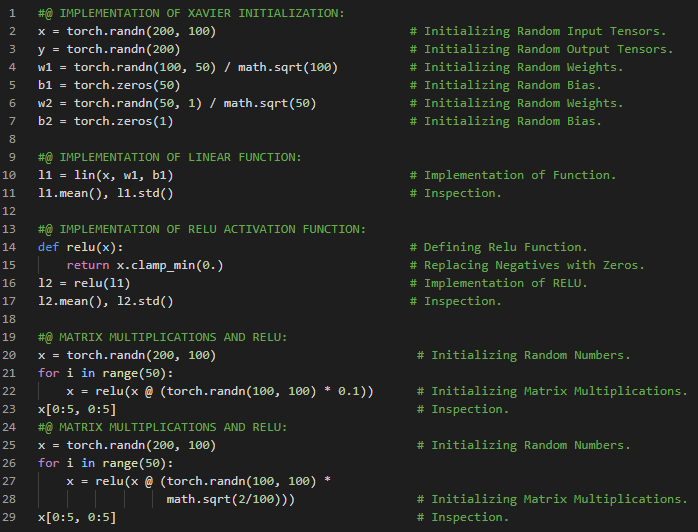 1 #@ IMPLEMENTATION OF XAVIER INITIALIZATION:
2 x = torch.randn(200, 100) # Initializing Random Input Tensors.
3 y = torch.randn(200) # Initializing Random Output Tensors.
4 w1 = torch.randn(100, 50) / math.sqrt(100) # Initializing Random Weights.
5 b1 = torch.zeros(50) # Initializing Random Bias.
6 w2 = torch.randn(50, 1) / math.sqrt(50) # Initializing Random Weights.
7 b2 = torch.zeros(1) # Initializing Random Bias.
8
9 #@ IMPLEMENTATION OF LINEAR FUNCTION:
10 l1 = lin(x, w1, b1) # Implementation of Function.
11 l1.mean(), l1.std() # Inspection.
12
13 #@ IMPLEMENTATION OF RELU ACTIVATION FUNCTION:
14 def relu(x): # Defining Relu Function.
15 return x.clamp_min(0.) # Replacing Negatives with Zeros.
16 l2 = relu(l1) # Implementation of RELU.
17 l2.mean(), l2.std() # Inspection.
18
19 #@ MATRIX MULTIPLICATIONS AND RELU:
20 x = torch.randn(200, 100) # Initializing Random Numbers.
21 for i in range(50):
22 x = relu(x @ (torch.randn(100, 100) * 0.1)) # Initializing Matrix Multiplications.
23 x[0:5, 0:5] # Inspection.
24 #@ MATRIX MULTIPLICATIONS AND RELU:
25 x = torch.randn(200, 100) # Initializing Random Numbers.
26 for i in range(50):
27 x = relu(x @ (torch.randn(100, 100) *
28 math.sqrt(2/100))) # Initializing Matrix Multiplications.
29 x[0:5, 0:5] # Inspection.